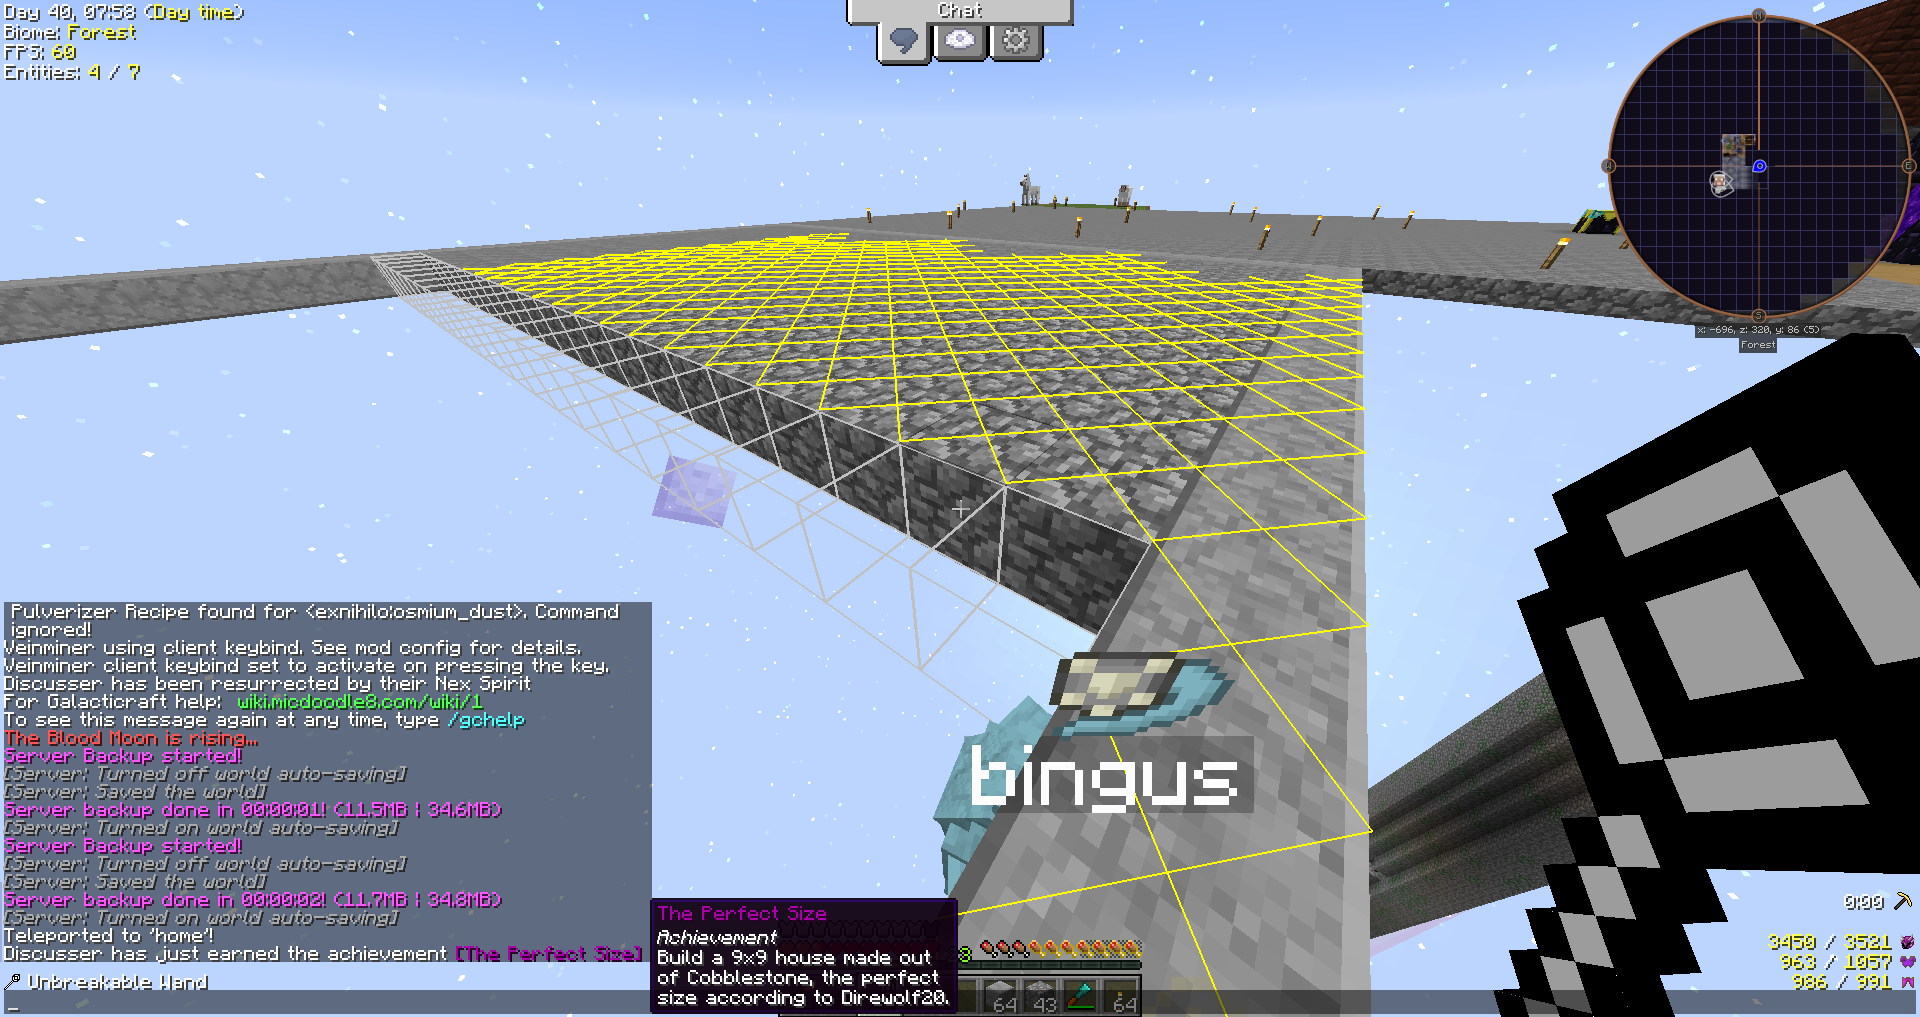 Day 40, 07:58 (Day time)
Biome: Forest
FPS: 60
Entities: 4 / 7
Chat
N
W
E
S
x: -696, z: 320, y: 86 (5)
Forest
Pulverizer Recipe found for <exnihilo:osmium_dust>. Command
ignored!
Veinminer using client keybind. See mod config for details.
Veinminer client keybind set to activate on pressing the key.
Discusser has been resurrected by their Nex Spirit
For Galacticraft help: wiki.micdoodle8.com/wiki/1
To see this message again at any time, type /gchelp
The Blood Moon is rising...
Server Backup started!
[Server: Turned off world auto-saving]
[Server: Saved the world]
Server backup done in 00:00:01! (11.5MB | 34.6MB)
[Server: Turned on world auto-saving]
Server Backup started!
[Server: Turned off world auto-saving]
[Server: Saved the world]
Server backup done in 00:00:02! (11.7MB | 34.8MB)
[Server: Turned on world auto-saving]
Teleported to 'home'!
Discusser has just earned the achievement [The Perfect Size]
Unbreakable Wand
_
bingus
The Perfect Size
Achievement
Build a 9x9 house made out
of Cobblestone, the perfect
size according to Direwolf20.
64
43
64
0:00
3450 / 3521
963 / 1057
986 / 991